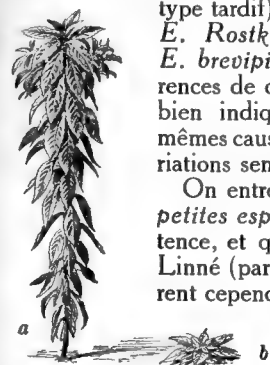 type tardif)
E. Rostk
E. brevipi
rences de c
bien indiq
mêmes caus
riations sen
On entre
petites esp
tence, et q
Linné (par
rent cepend
a
b